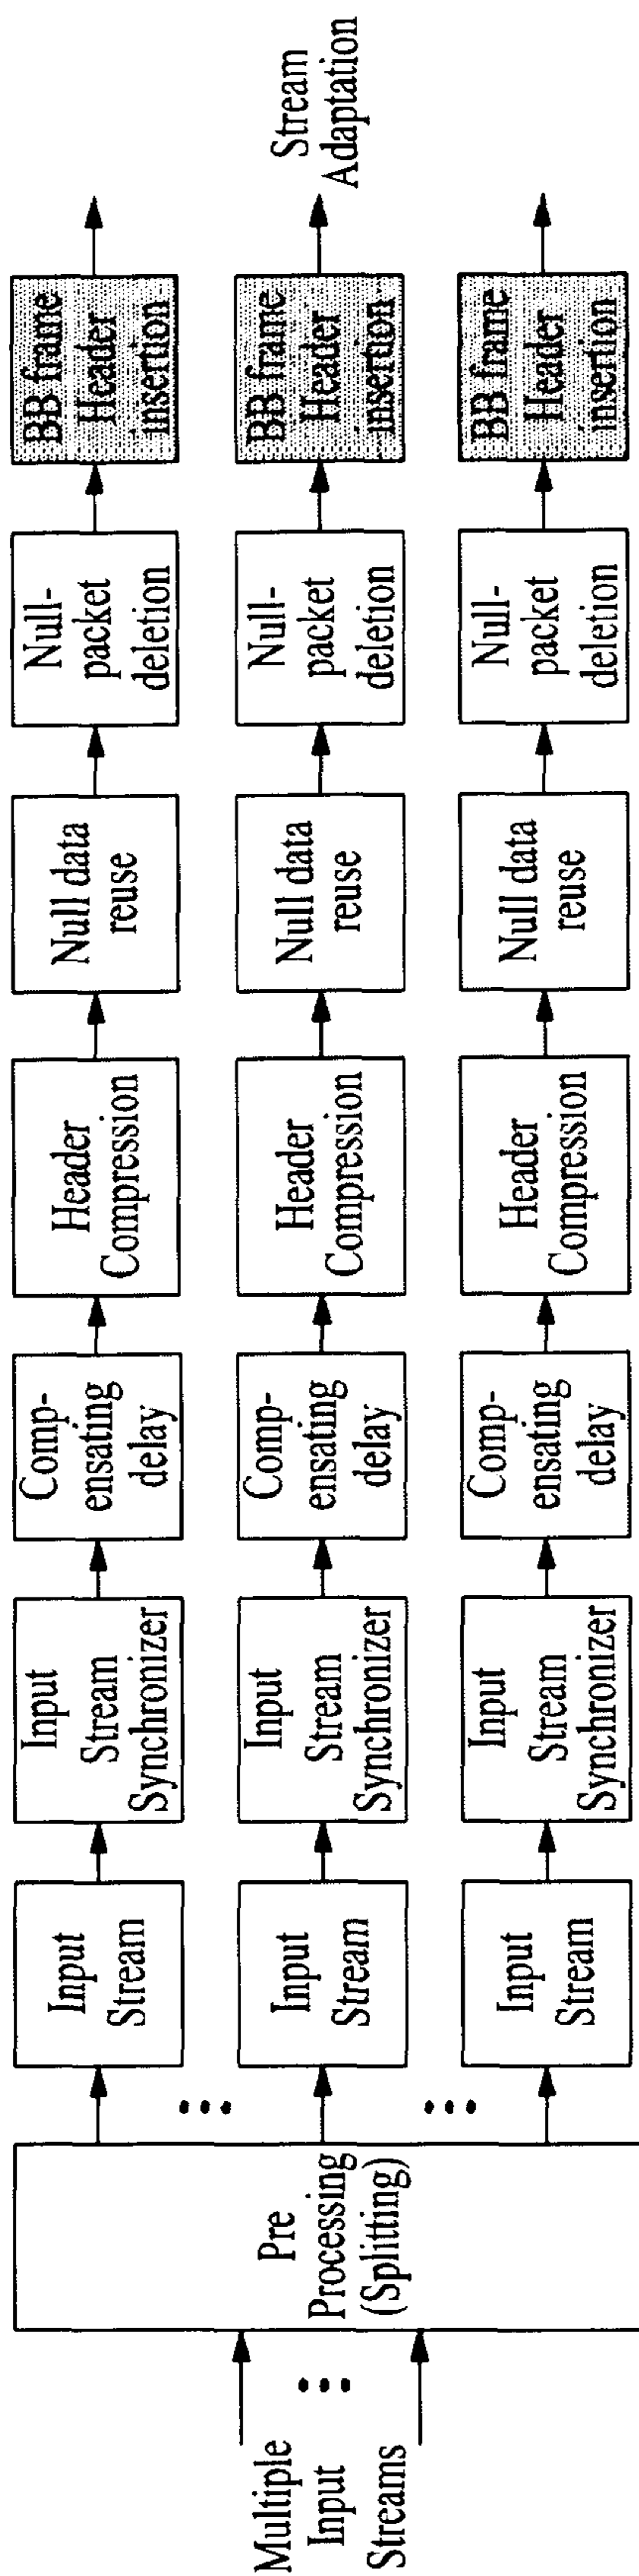 Multiple
Input
Streams
Pre
Processing
(Splitting)
Input
Stream
Input
Stream
Synchronizer
Comp-
ensating
delay
Header
Compression
Null data
reuse
Null-
packet
deletion
BB frame
Header
insertion
Input
Stream
Input
Stream
Synchronizer
Comp-
ensating
delay
Header
Compression
Null data
reuse
Null-
packet
deletion
BB frame
Header
insertion
Stream
Adaptation
Input
Stream
Input
Stream
Synchronizer
Comp-
ensating
delay
Header
Compression
Null data
reuse
Null-
packet
deletion
BB frame
Header
insertion